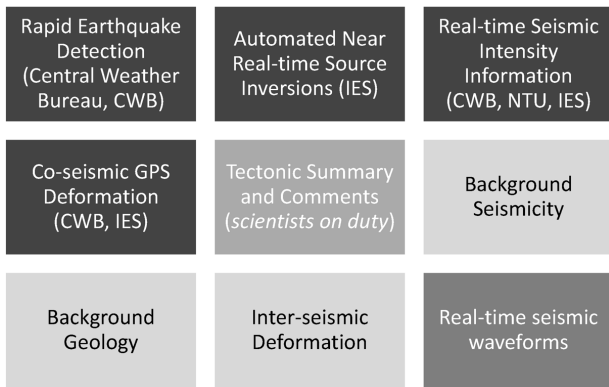 Rapid Earthquake
Detection
(Central Weather
Bureau, CWB)
Automated Near
Real-time Source
Inversions (IES)
Real-time Seismic
Intensity
Information
(CWB, NTU, IES)
Co-seismic GPS
Deformation
(CWB, IES)
Tectonic Summary
and Comments
(scientists on duty)
Background
Seismicity
Background
Geology
Inter-seismic
Deformation
Real-time seismic
waveforms